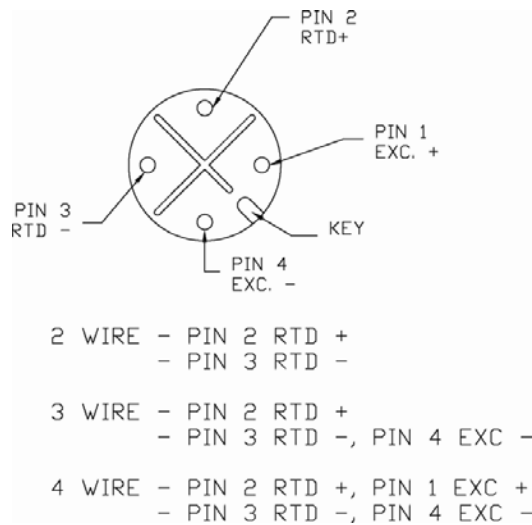 PIN 2
RTD+
PIN 1
EXC. +
PIN 3
RTD -
KEY
PIN 4
EXC. -
2 WIRE - PIN 2 RTD +
- PIN 3 RTD -
3 WIRE - PIN 2 RTD +
- PIN 3 RTD -, PIN 4 EXC -
4 WIRE - PIN 2 RTD +, PIN 1 EXC +
- PIN 3 RTD -, PIN 4 EXC -